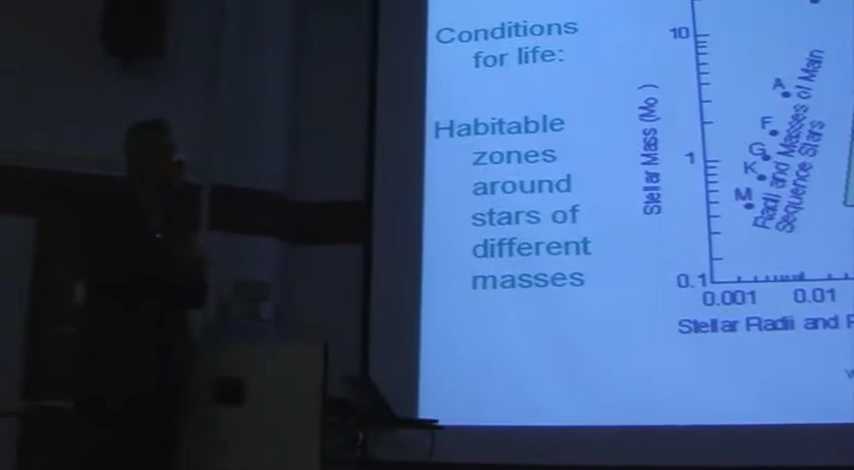 Conditions
for life:
Habitable
zones
around
stars of
different
masses
10
1
0.1
Stellar Mass (Mo )
A
F
G
K
M
Radii and Masses of Main
Sequence Stars
0.001 0.01
Stellar Radii and